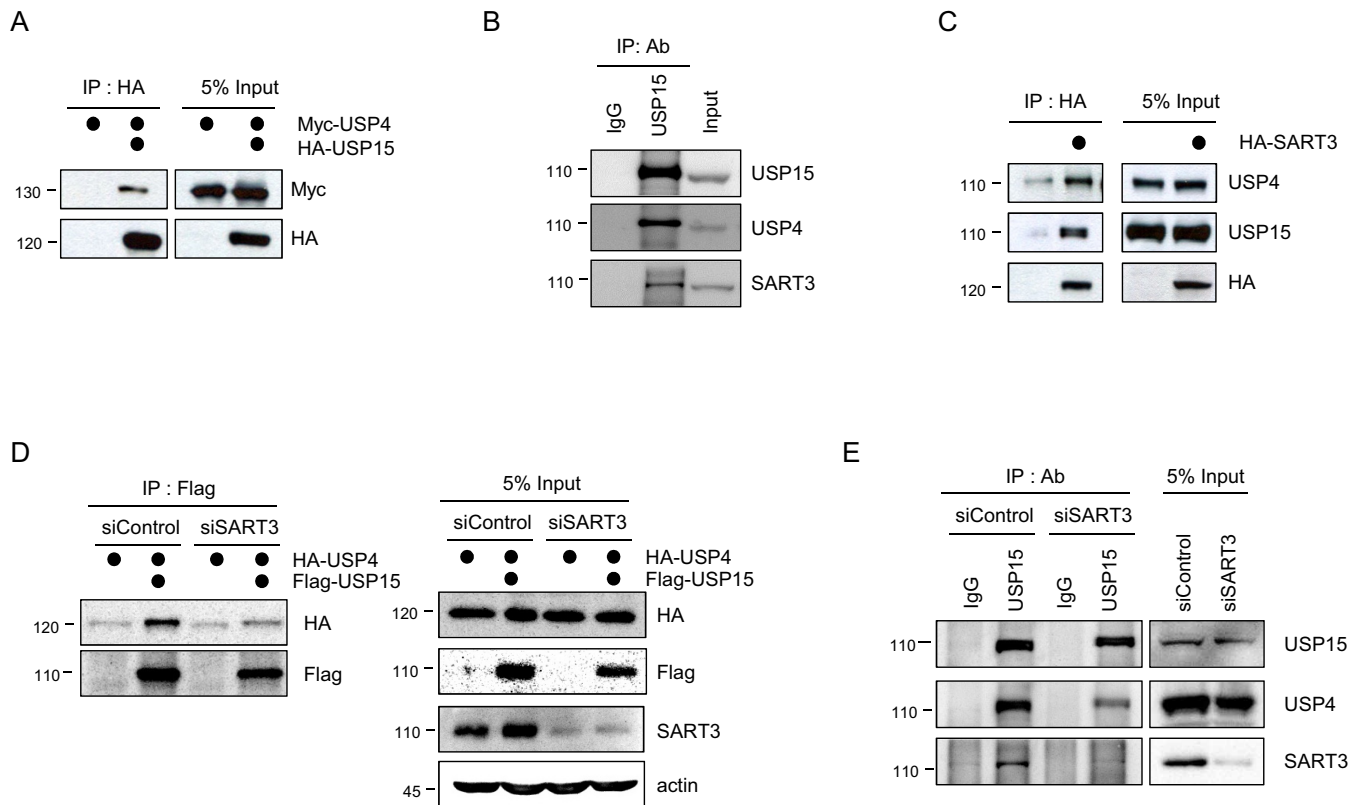 A
IP : HA 5% Input
Myc-USP4
HA-USP15
130 Myc
120 HA
B
IP: Ab
IgG USP15 Input
110 USP15
110 USP4
110 SART3
C
IP : HA 5% Input
HA-SART3
110 USP4
110 USP15
120 HA
D
IP : Flag
siControl siSART3
HA-USP4
Flag-USP15
120 HA
110 Flag
5% Input
siControl siSART3
HA-USP4
Flag-USP15
120 HA
110 Flag
110 SART3
45 actin
E
IP : Ab 5% Input
siControl siSART3
IgG USP15 IgG USP15 siControl siSART3
110 USP15
110 USP4
110 SART3